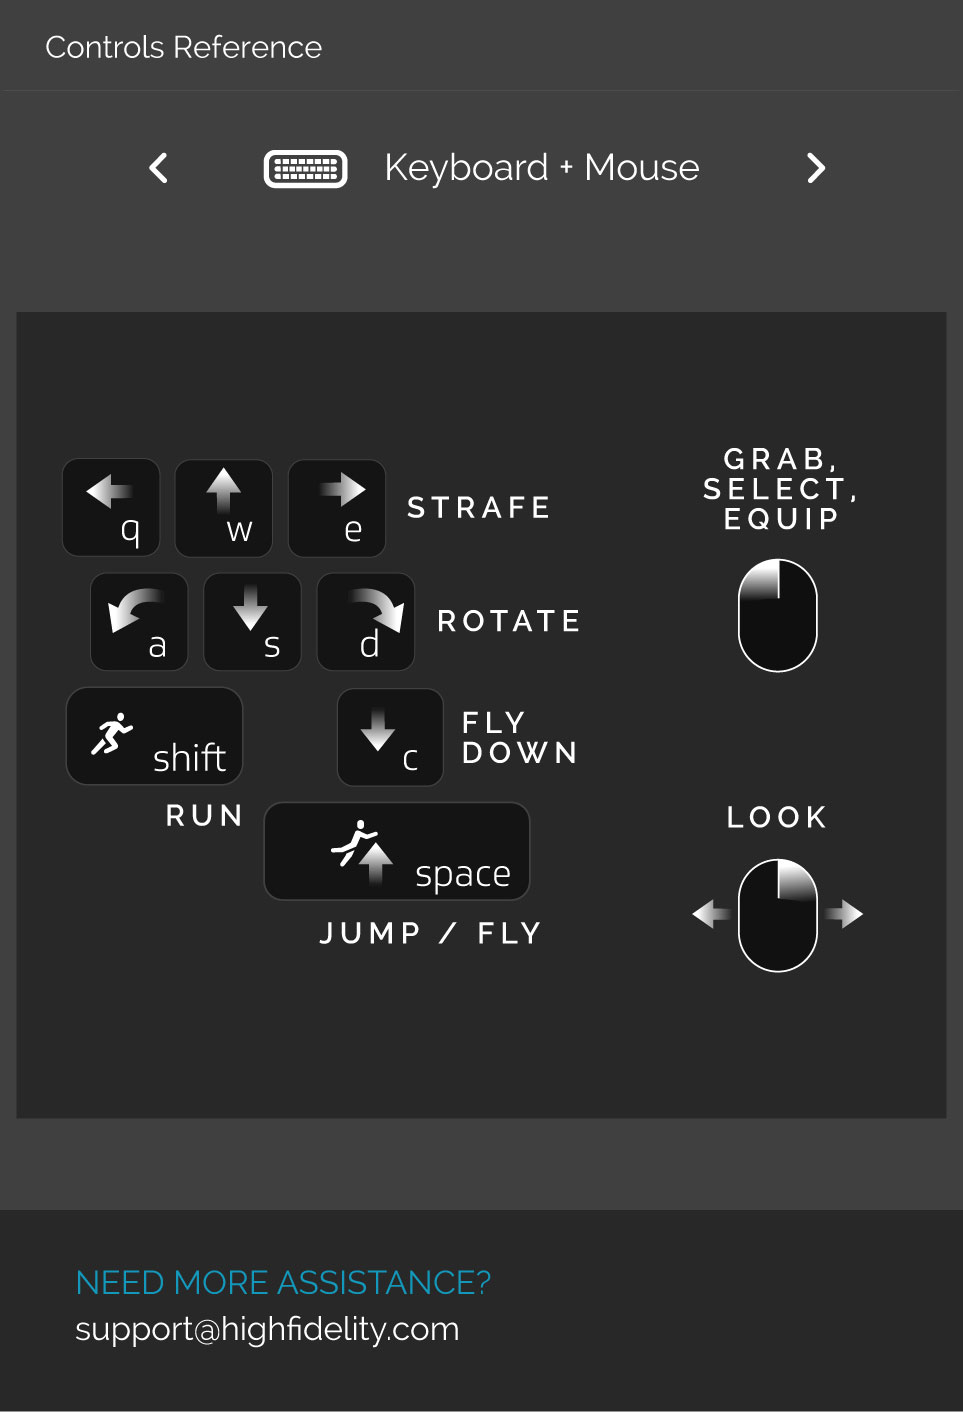 Controls Reference
Keyboard + Mouse
q w e STRAFE
a s d ROTATE
shift
RUN
c
FLY
DOWN
space
JUMP / FLY
GRAB,
SELECT,
EQUIP
LOOK
NEED MORE ASSISTANCE?
support@highfidelity.com